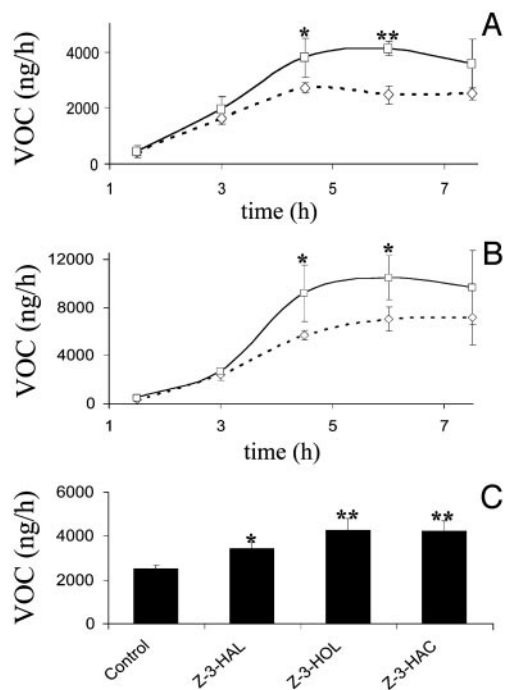 A
VOC (ng/h)
4000
2000
0
* **
1 3 5 7
time (h)
B
VOC (ng/h)
12000
8000
4000
0
* *
1 3 5 7
time (h)
C
VOC (ng/h)
6000
4000
2000
0
* ** **
Control Z-3-HAL Z-3-HOL Z-3-HAC